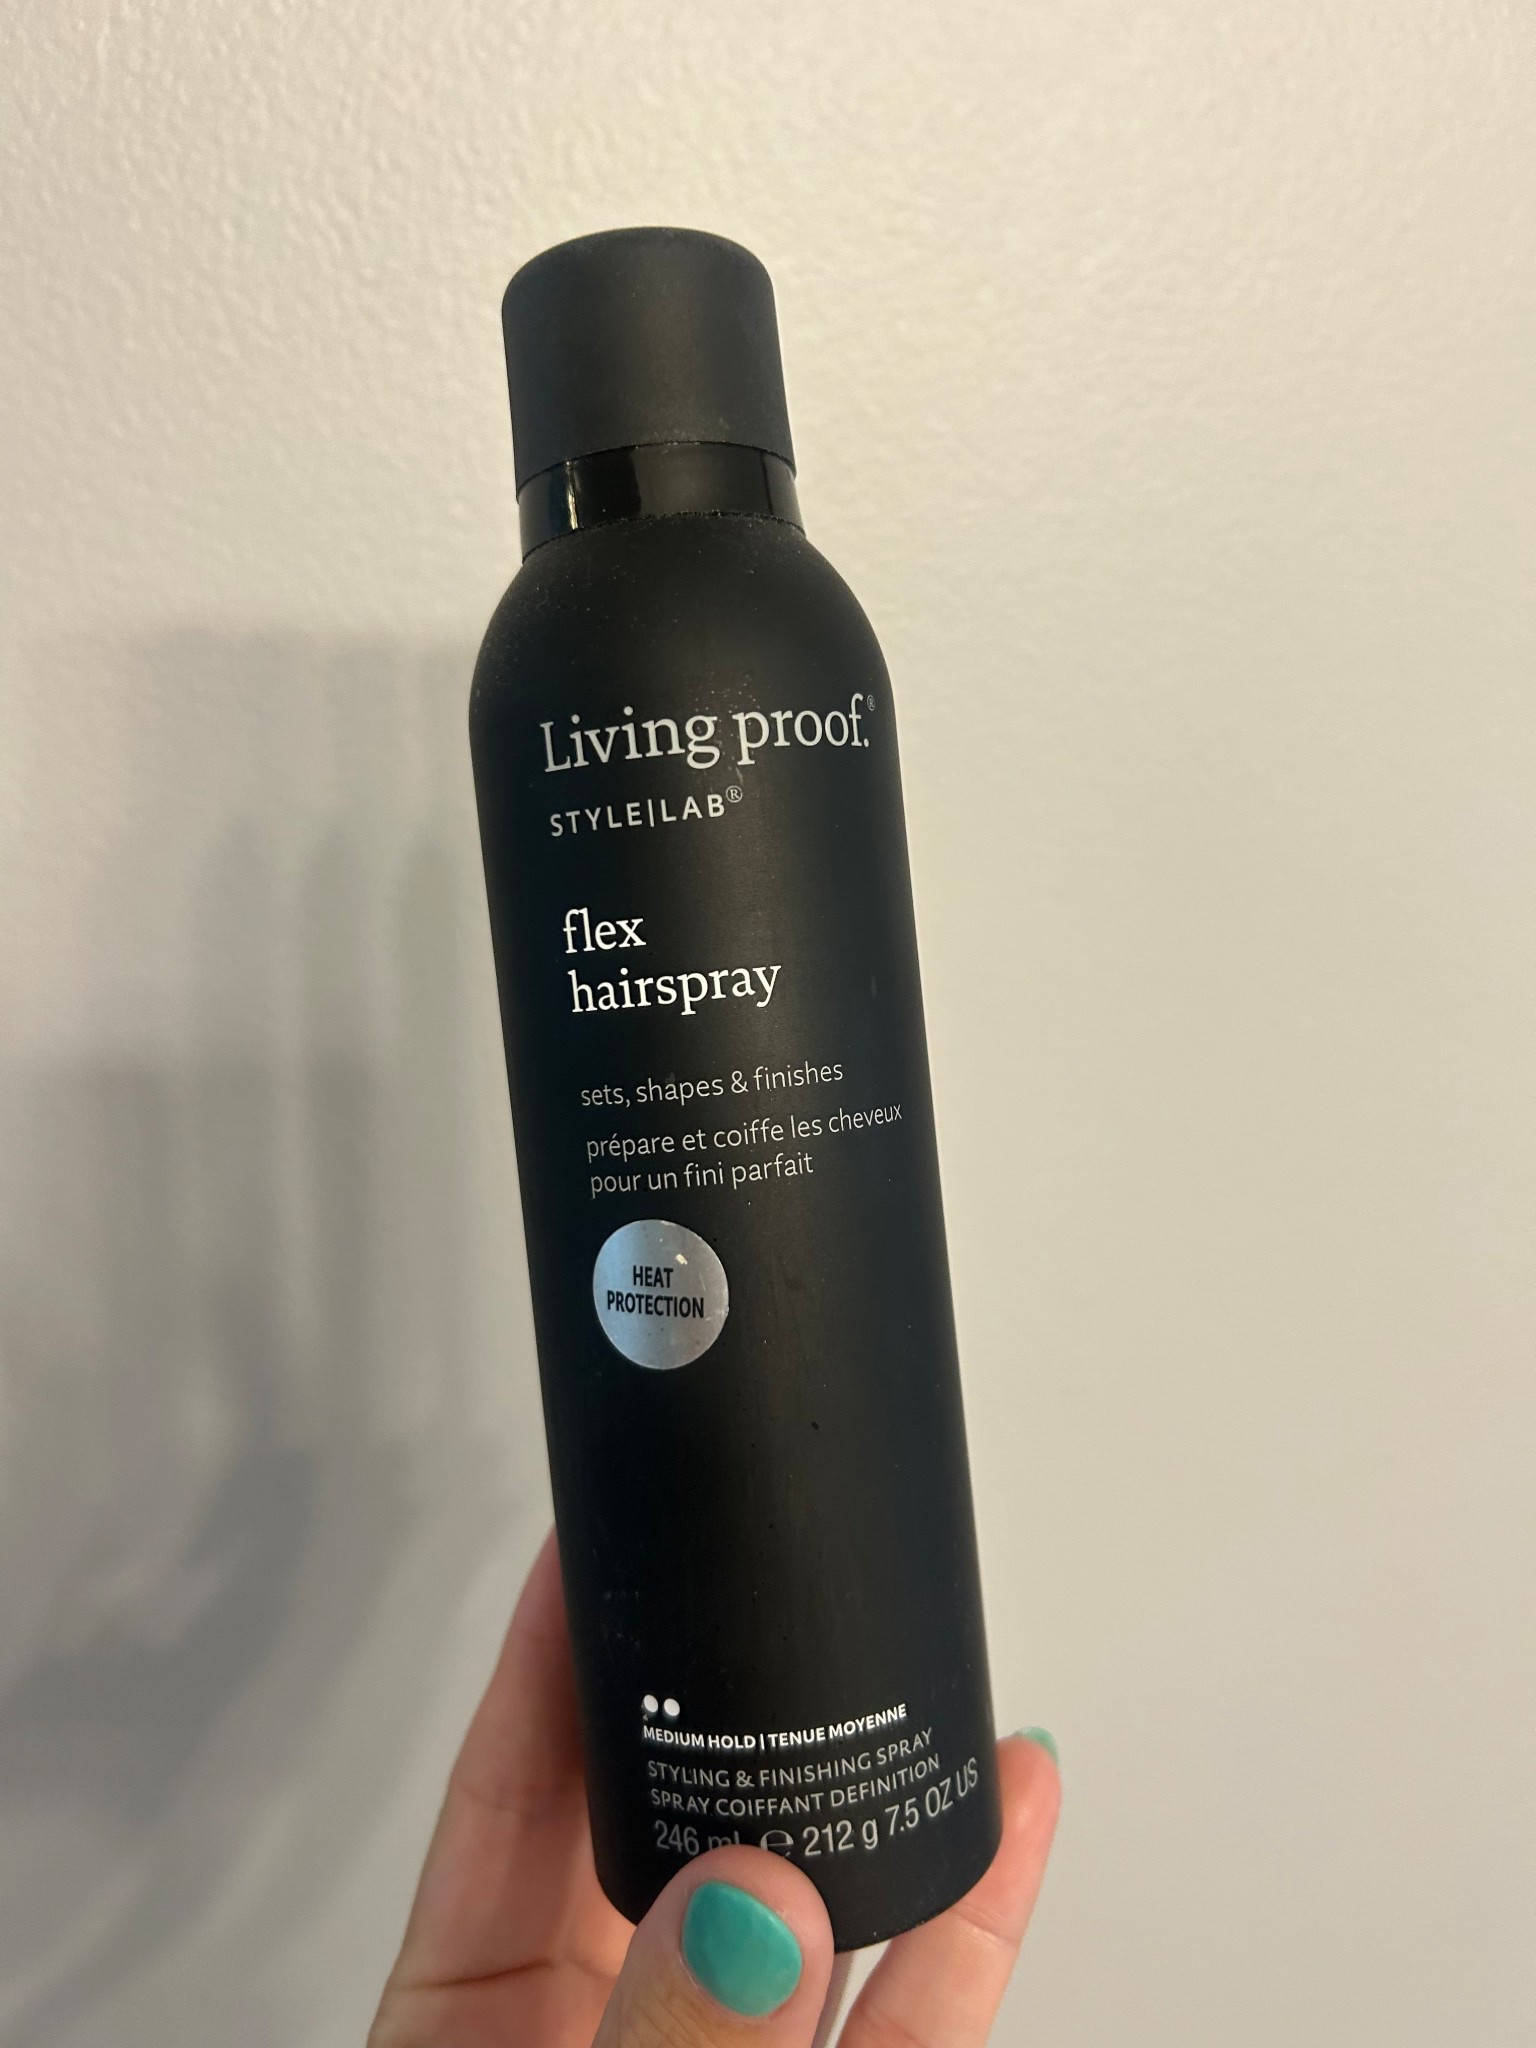 Living proof.®
STYLE|LAB®
flex
hairspray
sets, shapes & finishes
prépare et coiffe les cheveux
pour un fini parfait
HEAT
PROTECTION
MEDIUM HOLD | TENUE MOYENNE
STYLING & FINISHING SPRAY
SPRAY COIFFANT DEFINITION
246 ml ℮ 212 g 7.5 OZ US